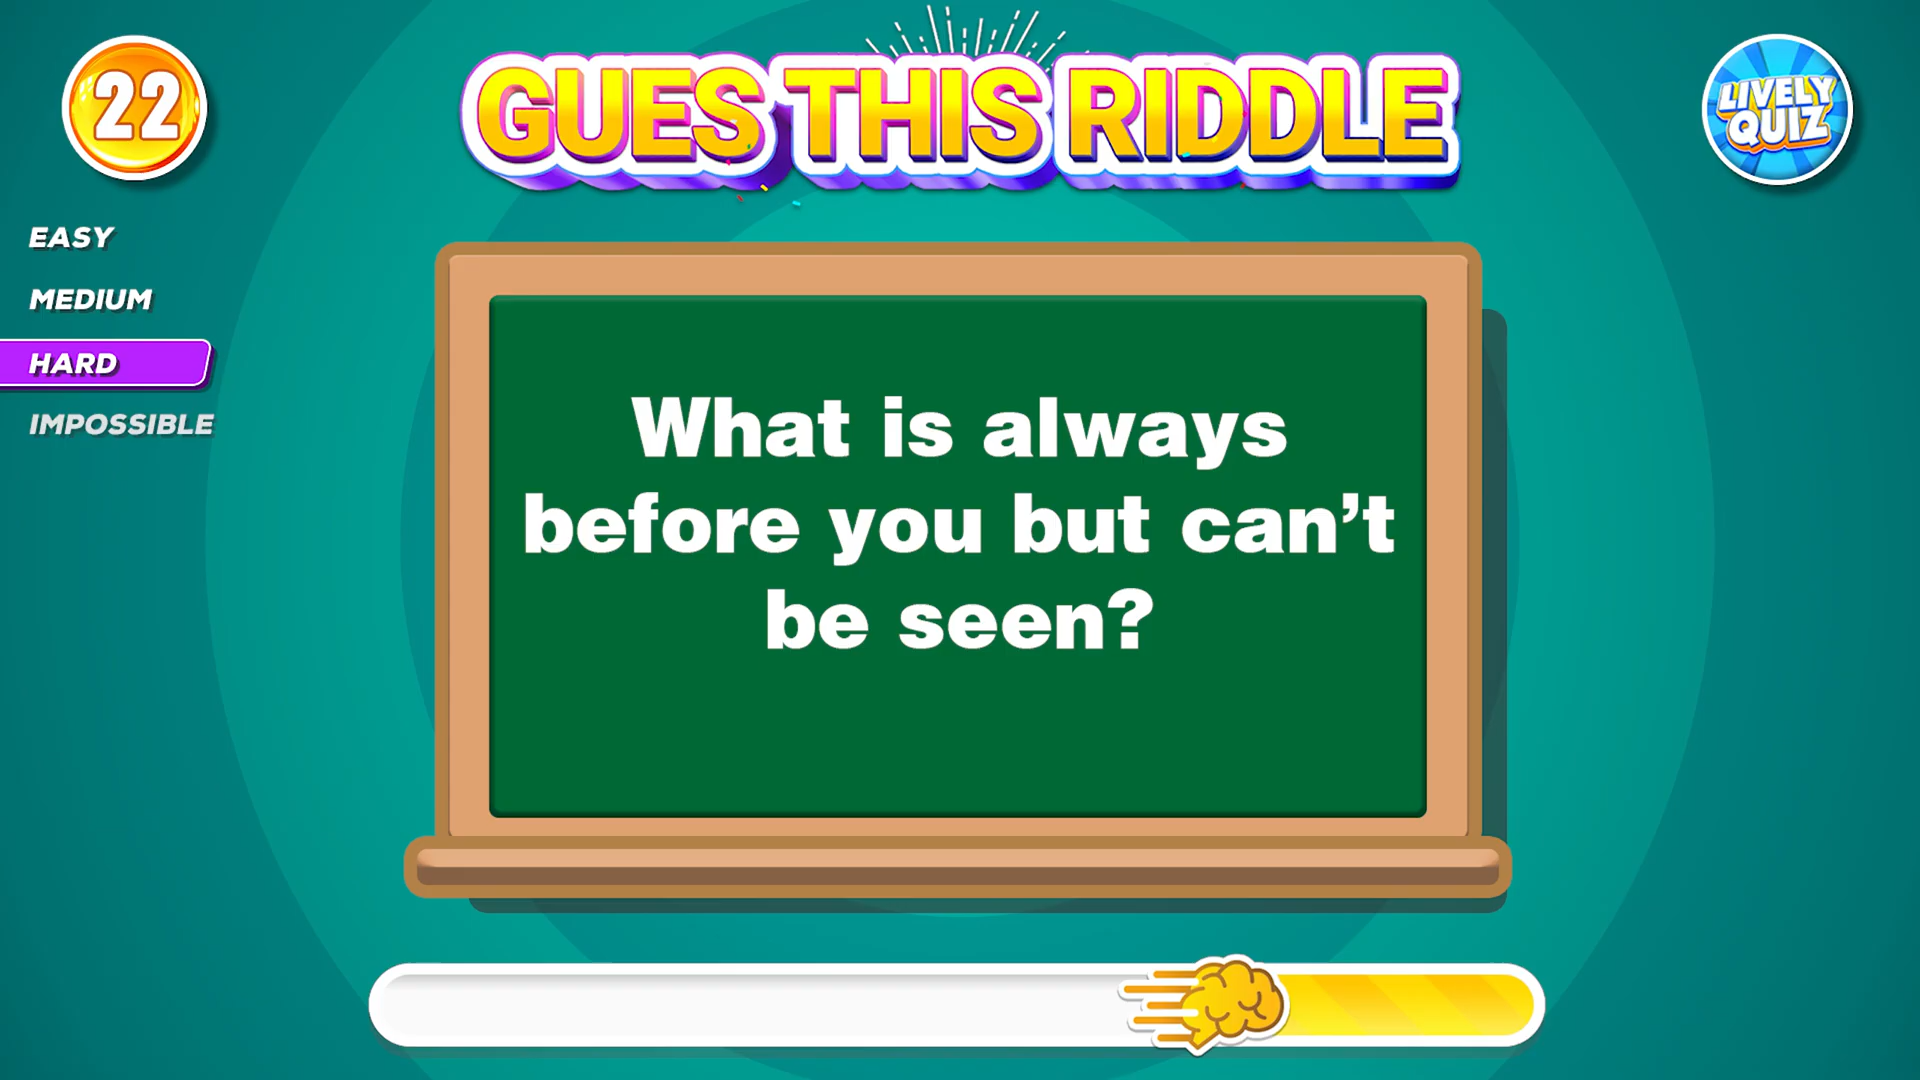 22
GUES THIS RIDDLE
LIVELY
QUIZ
EASY
MEDIUM
HARD
IMPOSSIBLE
What is always
before you but can’t
be seen?